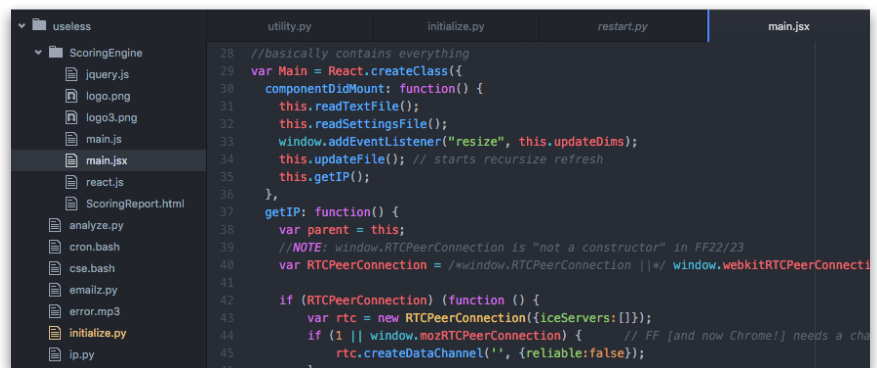 useless
ScoringEngine
jquery.js
logo.png
logo3.png
main.js
main.jsx
react.js
ScoringReport.html
analyze.py
cron.bash
cse.bash
emailz.py
error.mp3
initialize.py
ip.py
utility.py
initialize.py
restart.py
main.jsx
28 //basically contains everything
29 var Main = React.createClass({
30 componentDidMount: function() {
31 this.readTextFile();
32 this.readSettingsFile();
33 window.addEventListener("resize", this.updateDims);
34 this.updateFile(); // starts recursize refresh
35 this.getIP();
36 },
37 getIP: function() {
38 var parent = this;
39 //NOTE: window.RTCPeerConnection is "not a constructor" in FF22/23
40 var RTCPeerConnection = /*window.RTCPeerConnection ||*/ window.webkitRTCPeerConnecti
41
42 if (RTCPeerConnection) (function () {
43 var rtc = new RTCPeerConnection({iceServers:[]});
44 if (1 || window.mozRTCPeerConnection) { // FF [and now Chrome!] needs a cha
45 rtc.createDataChannel('', {reliable:false});